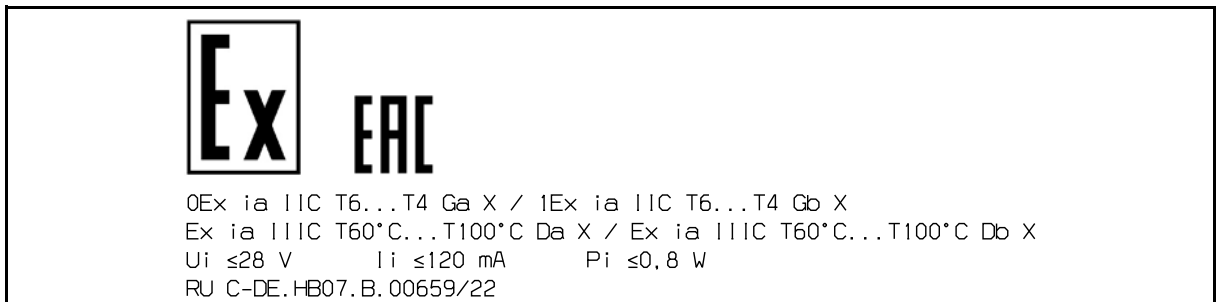 Ex EAC
0Ex ia IIC T6...T4 Ga X / 1Ex ia IIC T6...T4 Gb X
Ex ia IIIC T60°C...T100°C Da X / Ex ia IIIC T60°C...T100°C Db X
Ui ≤28 V Ii ≤120 mA Pi ≤0,8 W
RU C-DE.HB07.B.00659/22